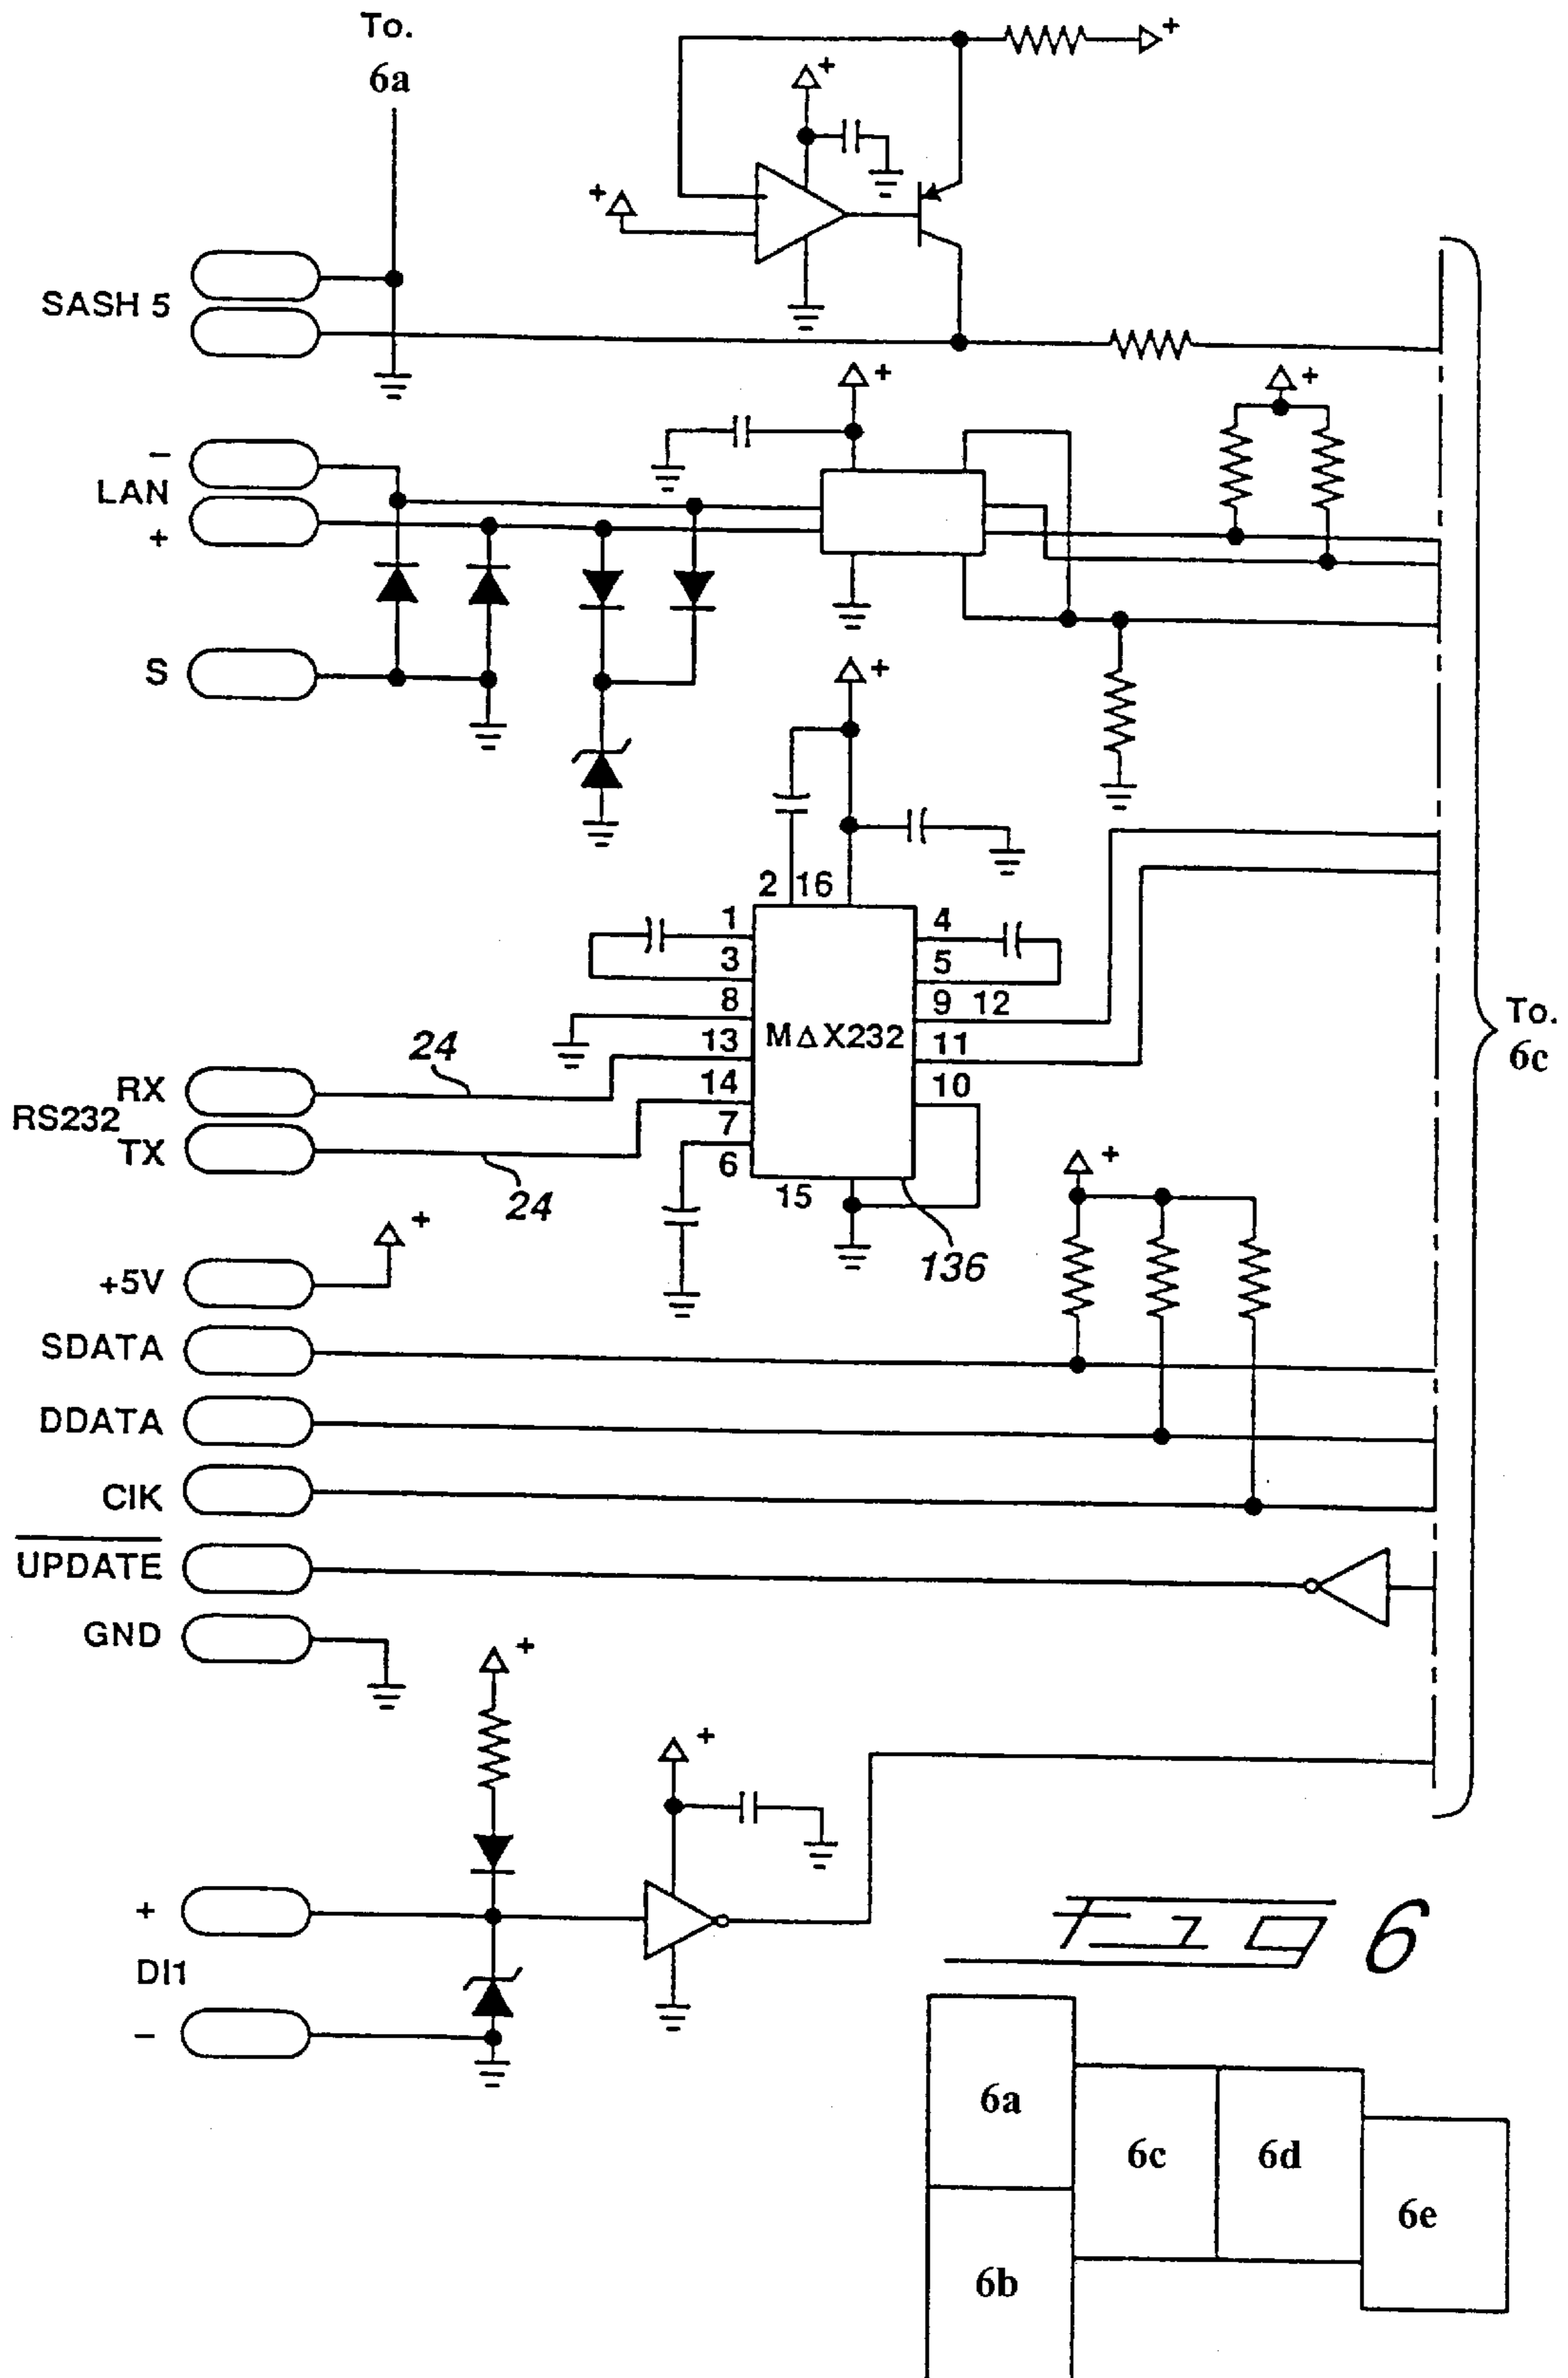 To.
6a
+
+
+
SASH 5
+
+
–
LAN
+
S
+
2 16
1
4
3
5
8
9 12
MΔX232
To.
6c
13
11
24
14
10
RX
RS232
TX
7
6
15
24
136
+
+
+5V
SDATA
DDATA
CIK
UPDATE
GND
+
+
+
DI1
–
Fig 6
6a
6c
6d
6e
6b